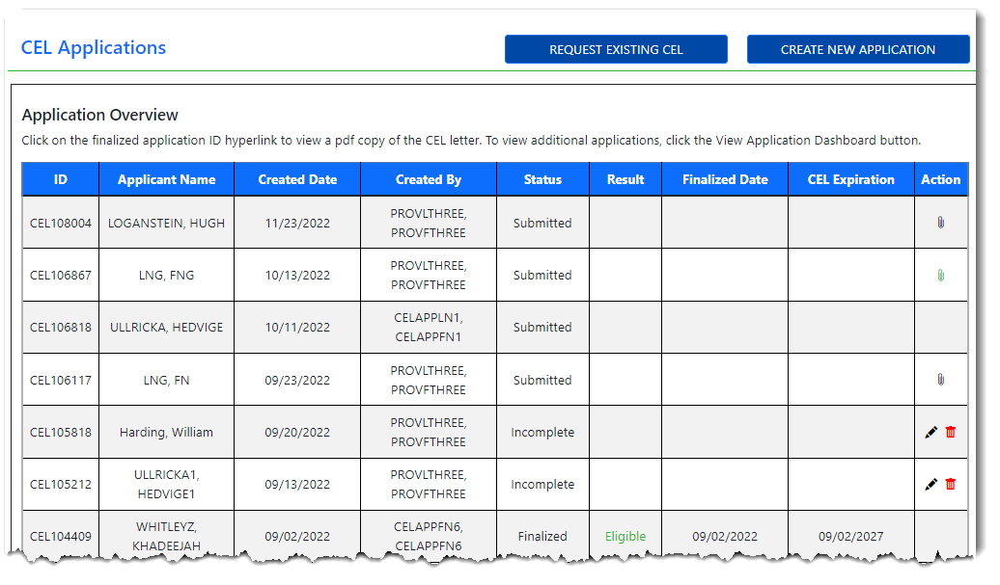 CEL Applications
REQUEST EXISTING CEL
CREATE NEW APPLICATION
Application Overview
Click on the finalized application ID hyperlink to view a pdf copy of the CEL letter. To view additional applications, click the View Application Dashboard button.
ID Applicant Name Created Date Created By Status Result Finalized Date CEL Expiration Action
CEL108004 LOGANSTEIN, HUGH 11/23/2022 PROVLTHREE, PROVFTHREE Submitted
CEL106867 LNG, FNG 10/13/2022 PROVLTHREE, PROVFTHREE Submitted
CEL106818 ULLRICKA, HEDVIGE 10/11/2022 CELAPPLN1, CELAPPFN1 Submitted
CEL106117 LNG, FN 09/23/2022 PROVLTHREE, PROVFTHREE Submitted
CEL105818 Harding, William 09/20/2022 PROVLTHREE, PROVFTHREE Incomplete
CEL105212 ULLRICKA1, HEDVIGE1 09/13/2022 PROVLTHREE, PROVFTHREE Incomplete
CEL104409 WHITLEYZ, KHADEEJAH 09/02/2022 CELAPPFN6, CELAPPFN6 Finalized Eligible 09/02/2022 09/02/2027